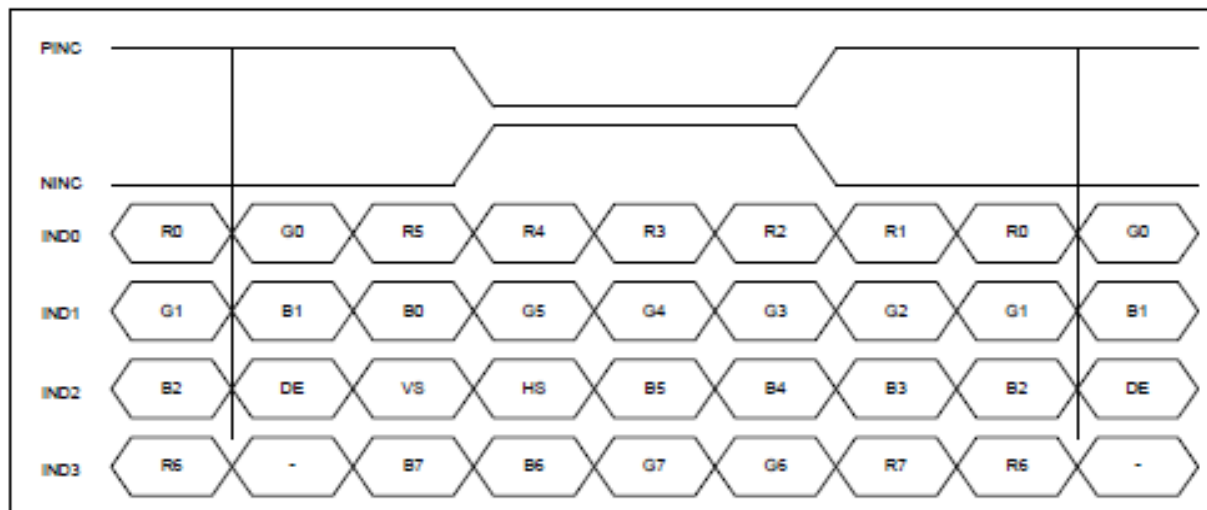 PINC
NINC
IND0 R0 G0 R5 R4 R3 R2 R1 R0 G0
IND1 G1 B1 B0 G5 G4 G3 G2 G1 B1
IND2 B2 DE VS HS B5 B4 B3 B2 DE
IND3 R6 - B7 B6 G7 G6 R7 R6 -